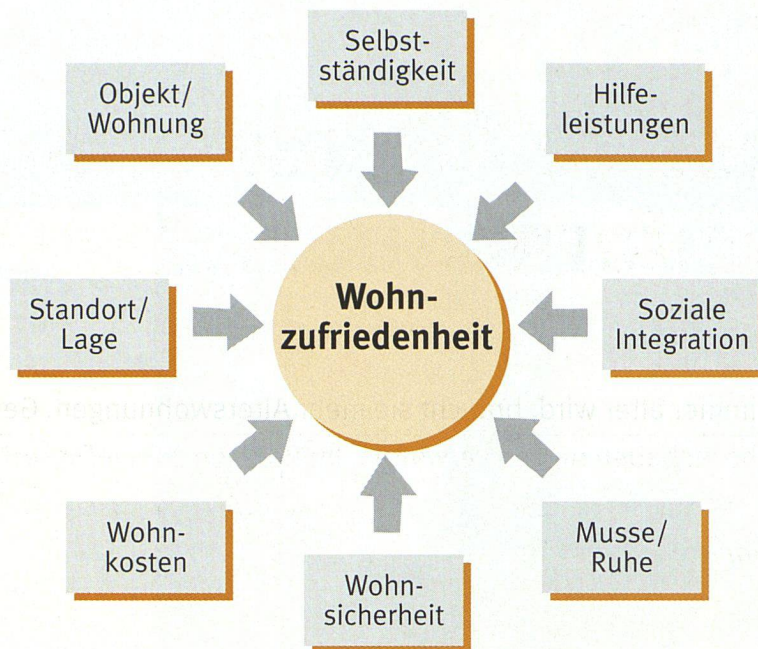 Selbst-
ständigkeit
Objekt/
Wohnung
Hilfe-
leistungen
Standort/
Lage
Wohn-
zufriedenheit
Soziale
Integration
Wohn-
kosten
Wohn-
sicherheit
Musse/
Ruhe